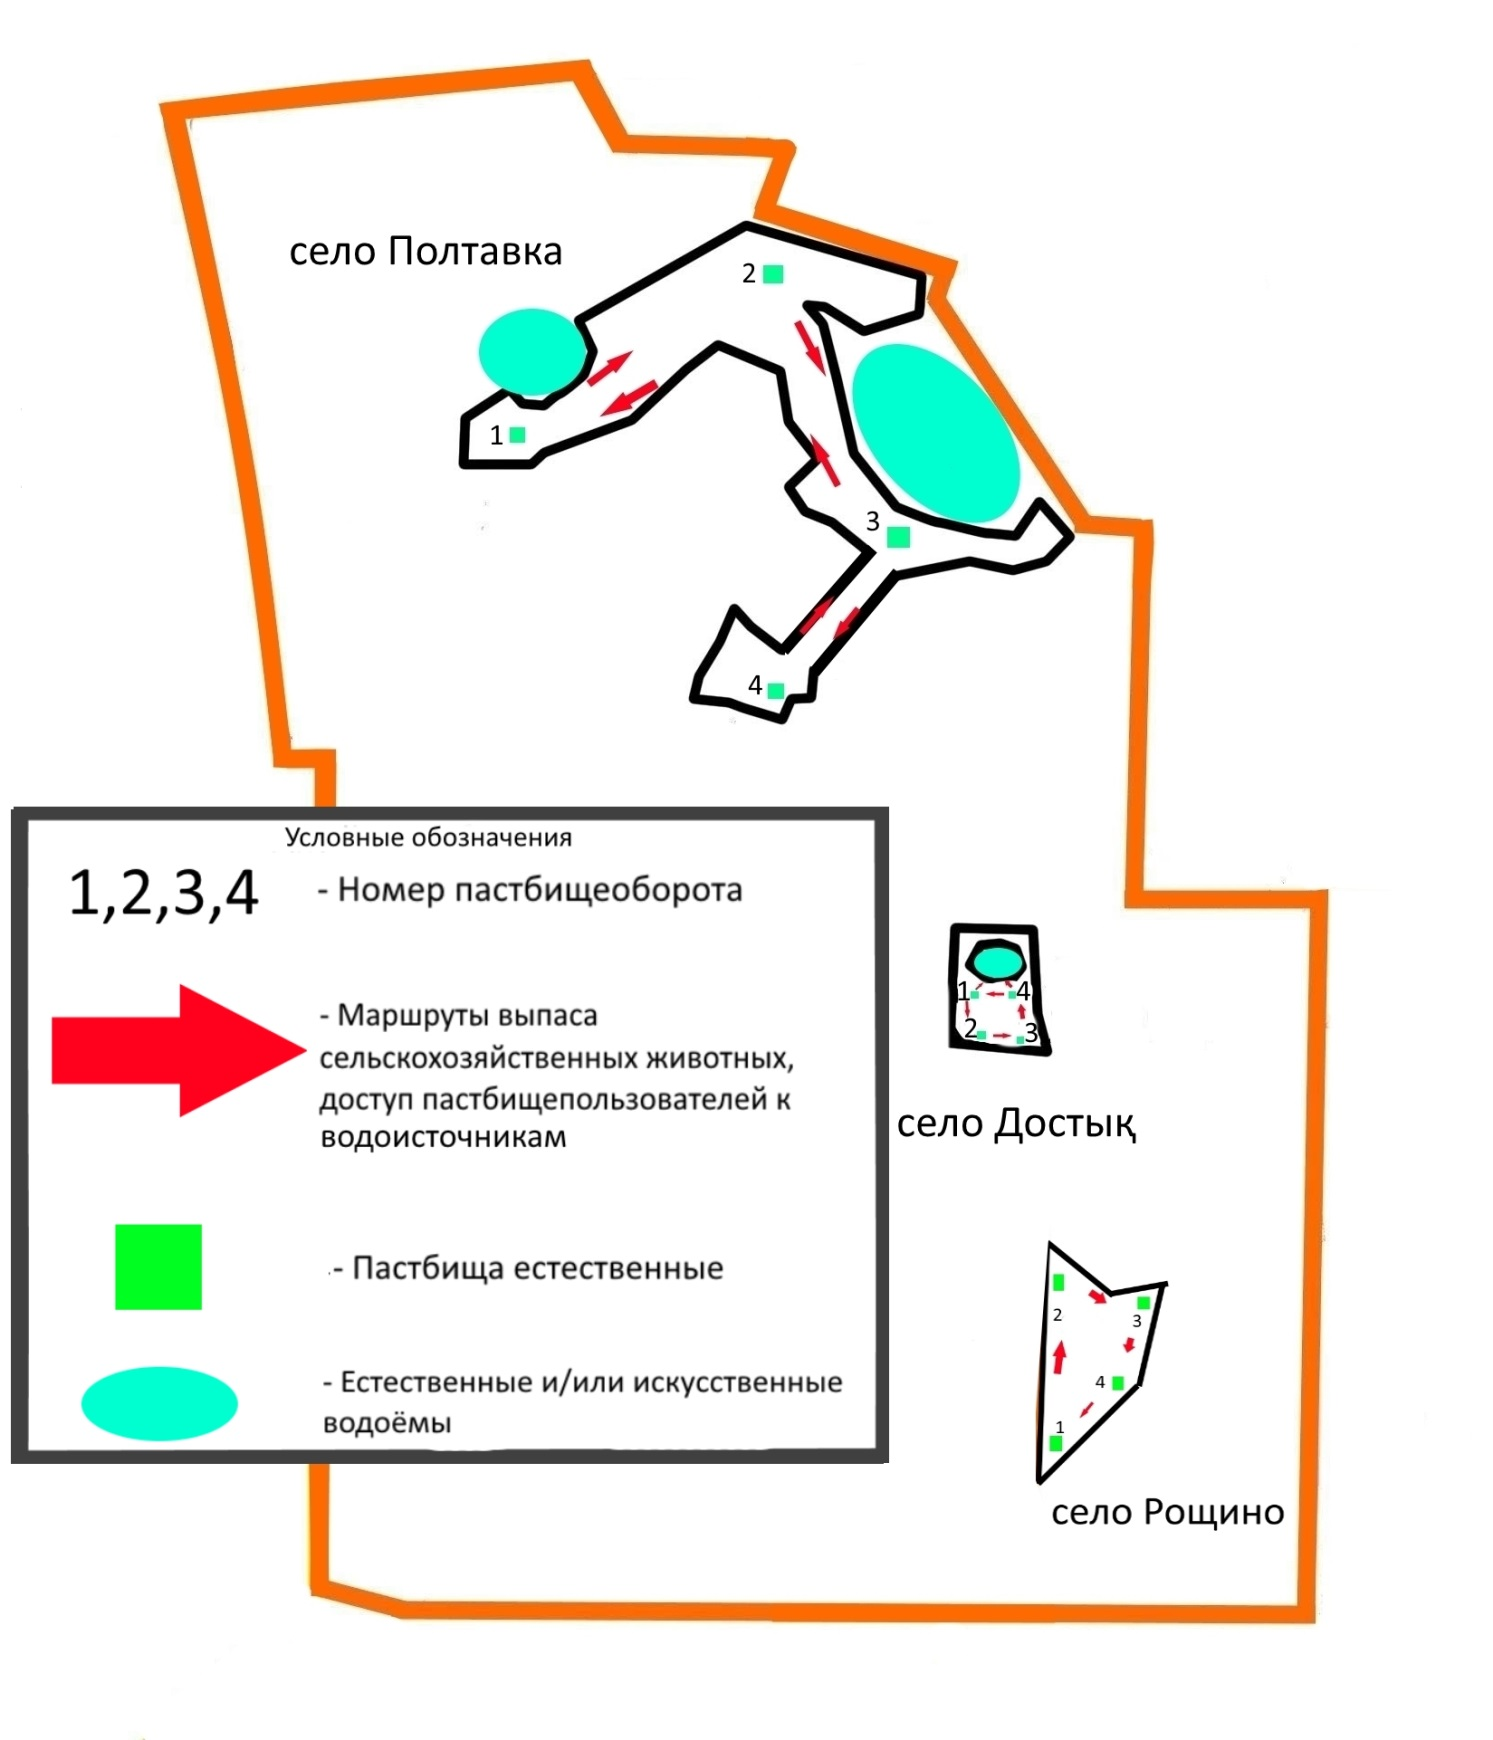 село Полтавка
2
1
3
4
Условные обозначения
1,2,3,4
- Номер пастбищеоборота
- Маршруты выпаса
сельскохозяйственных животных,
доступ пастбищепользователей к
водоисточникам
- Пастбища естественные
- Естественные и/или искусственные
водоёмы
1
4
2
3
село Достық
2
3
4
1
село Рощино